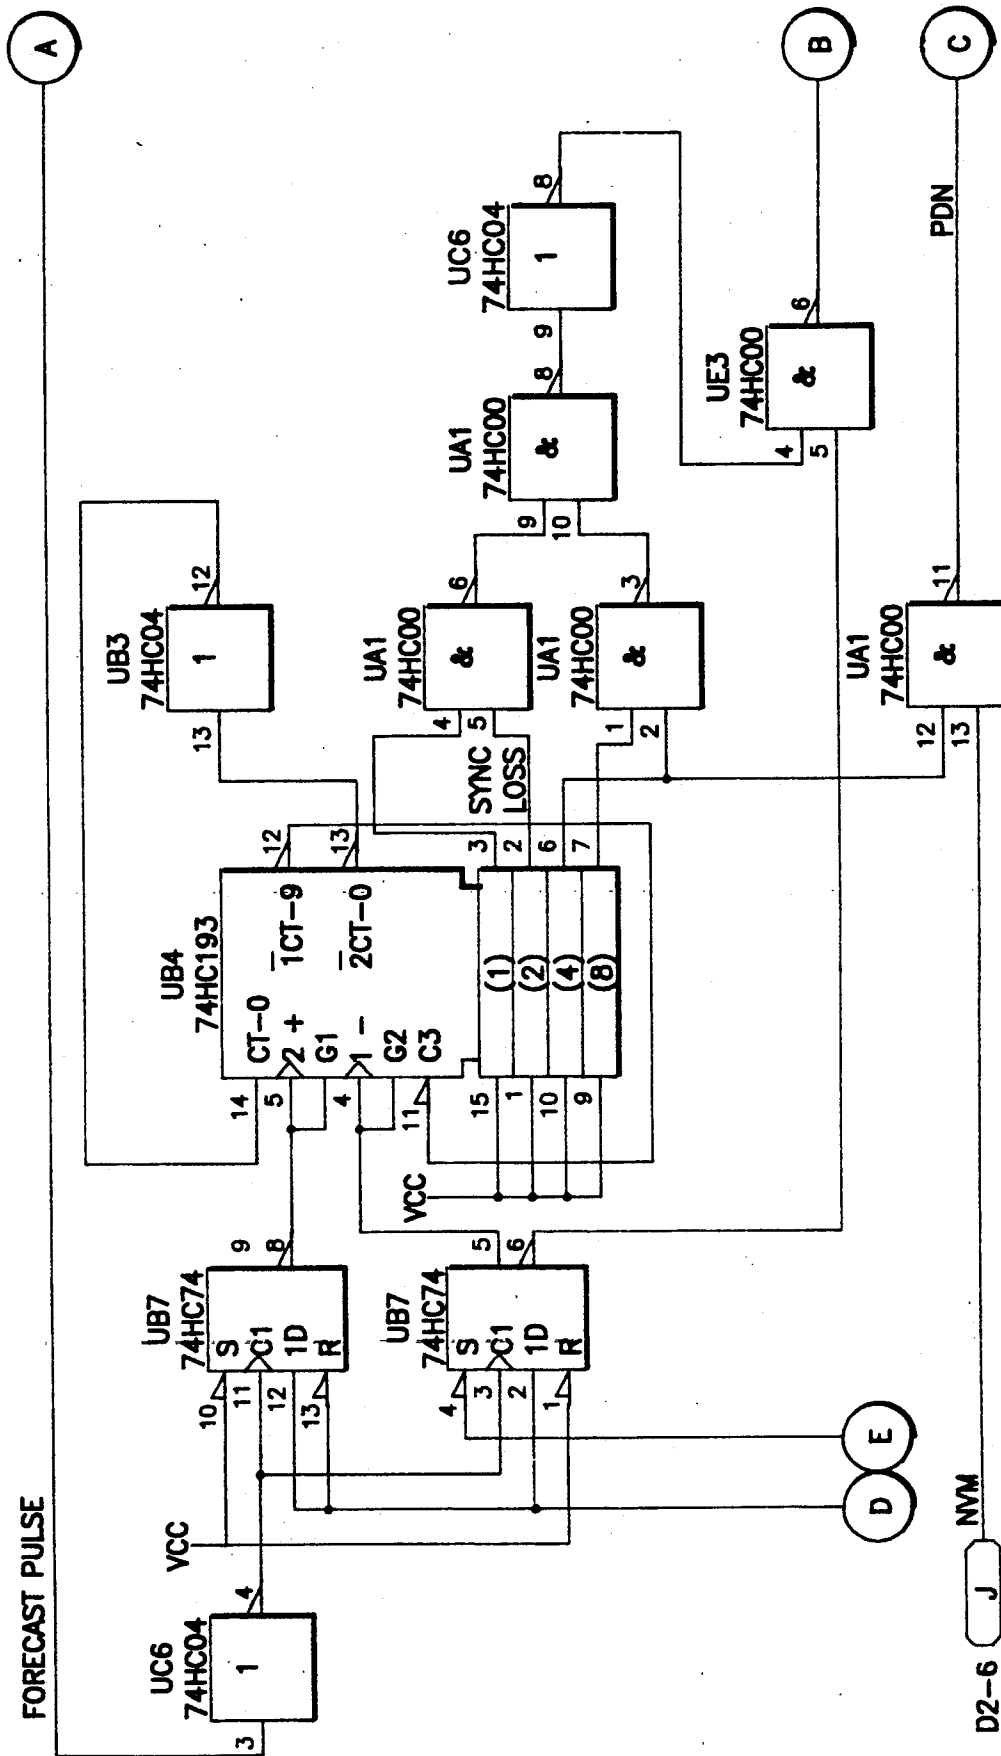 FORECAST PULSE
A
UC6
74HC04
3
1
4
VCC
UB7
74HC74
10
11
12
13
S
C1
1D
R
9
8
UB7
74HC74
4
3
2
1
S
C1
1D
R
5
6
D
E
UB4
74HC193
14
5
4
11
CT-0
2 +
G1
1 -
G2
C3
1CT-9
2CT-0
12
13
VCC
15
1
10
9
(1)
(2)
(4)
(8)
3
2
6
7
SYNC
LOSS
UB3
74HC04
13
1
12
UA1
74HC00
4
5
&
6
UA1
74HC00
1
2
&
3
UA1
74HC00
9
10
&
8
UC6
74HC04
9
1
8
UE3
74HC00
4
5
&
6
B
UA1
74HC00
12
13
&
11
PDN
C
D2-6
J
NVM